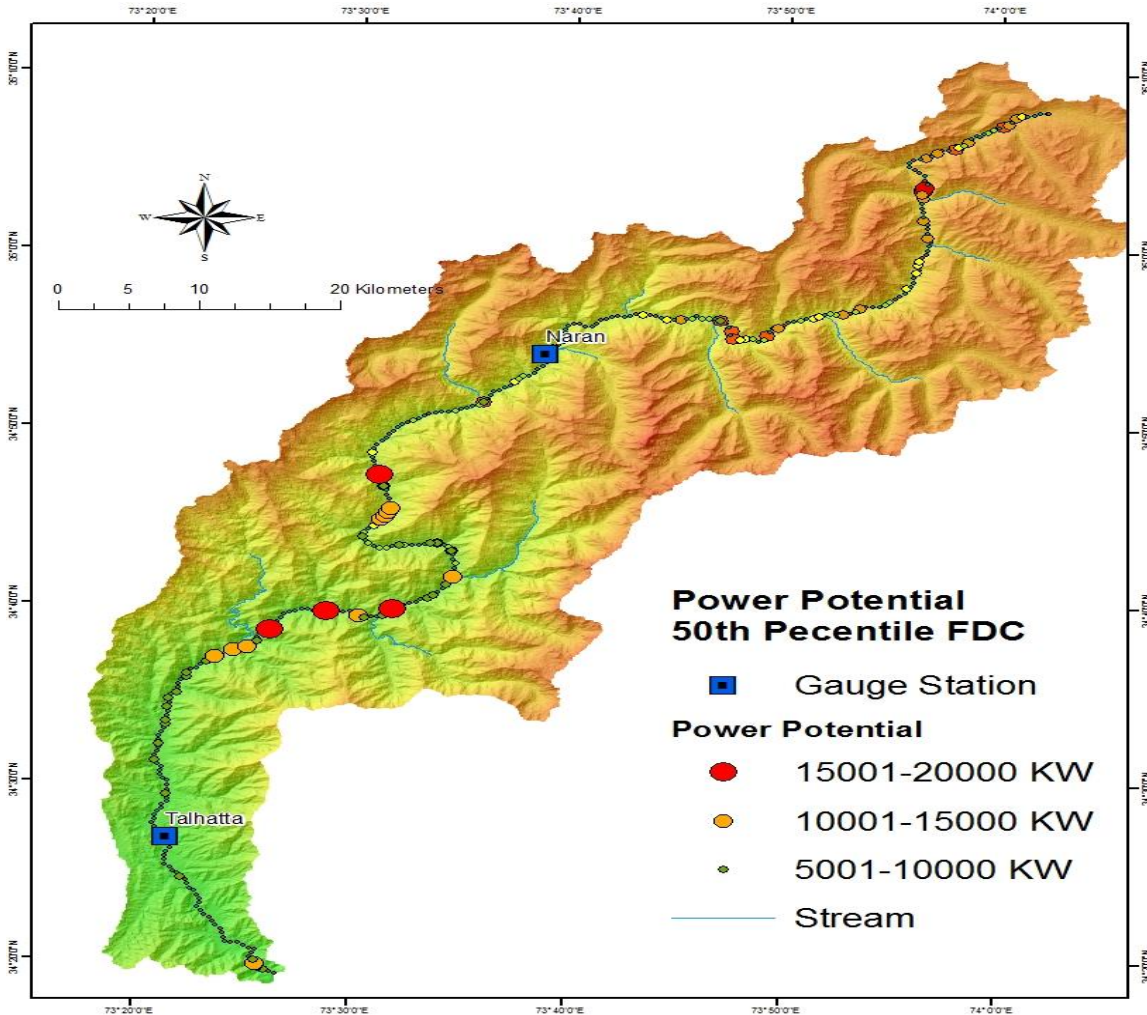 73°20'0"E 73°30'0"E 73°40'0"E 73°50'0"E 74°0'0"E
N
W E
S
0 5 10 20 Kilometers
Naran
Talhatta
Power Potential
50th Pecentile FDC
Gauge Station
Power Potential
15001-20000 KW
10001-15000 KW
5001-10000 KW
Stream
73°20'0"E 73°30'0"E 73°40'0"E 73°50'0"E 74°0'0"E